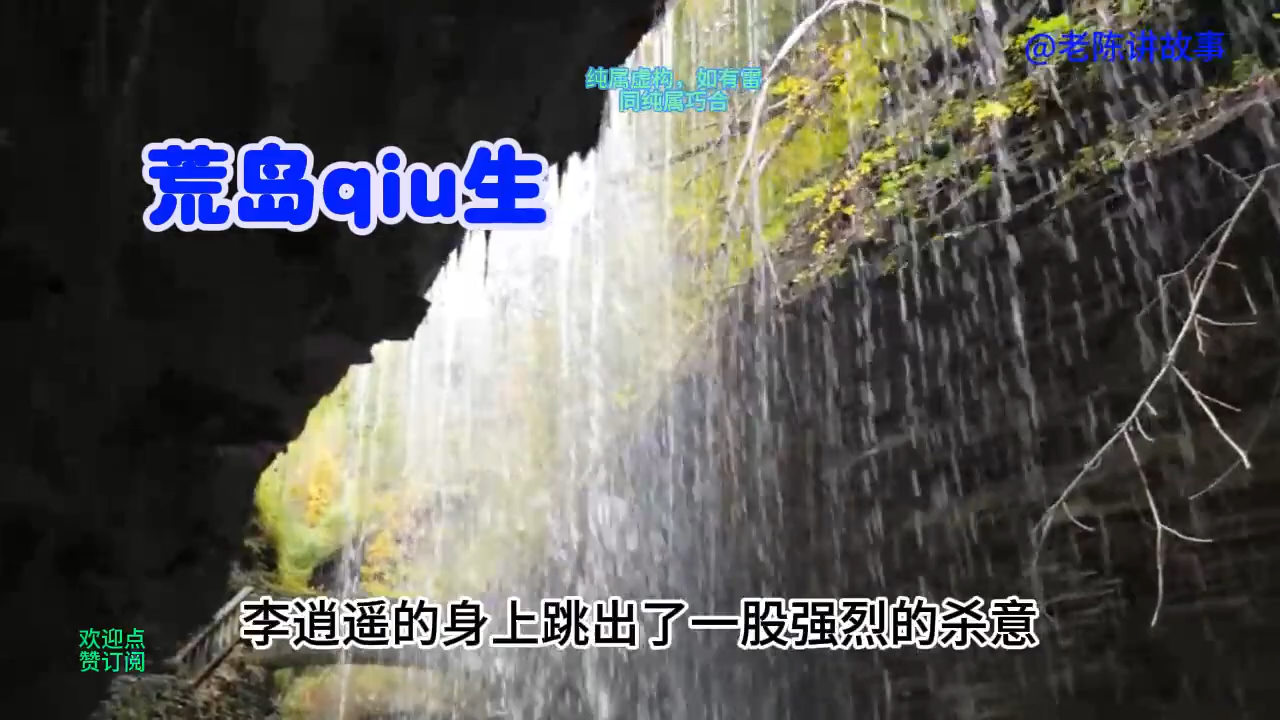 @老陈讲故事
纯属虚构，如有雷
同纯属巧合
荒岛qiu生
李逍遥的身上跳出了一股强烈的杀意
欢迎点
赞订阅